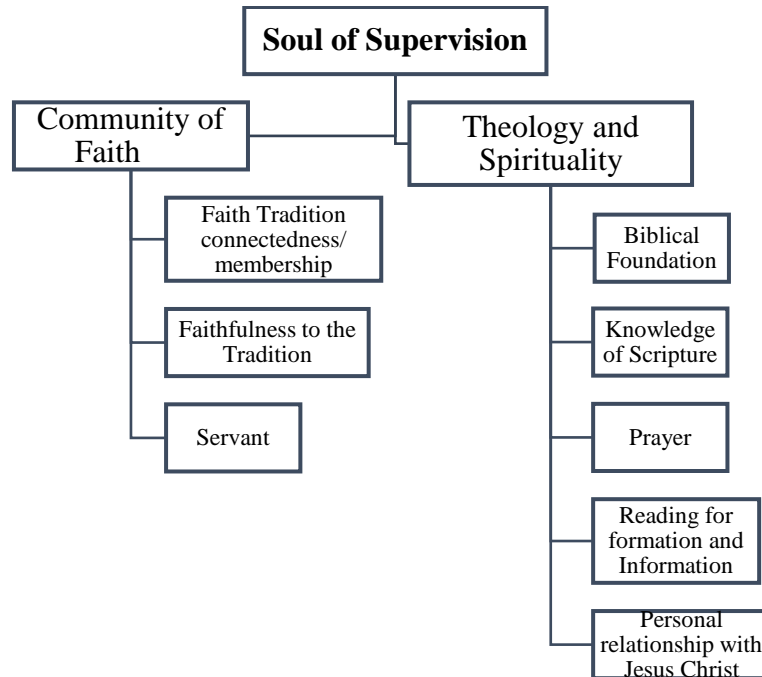 Soul of Supervision
Community of
Faith
Faith Tradition
connectedness/
membership
Faithfulness to the
Tradition
Servant
Theology and
Spirituality
Biblical
Foundation
Knowledge
of Scripture
Prayer
Reading for
formation and
Information
Personal
relationship with
Jesus Christ